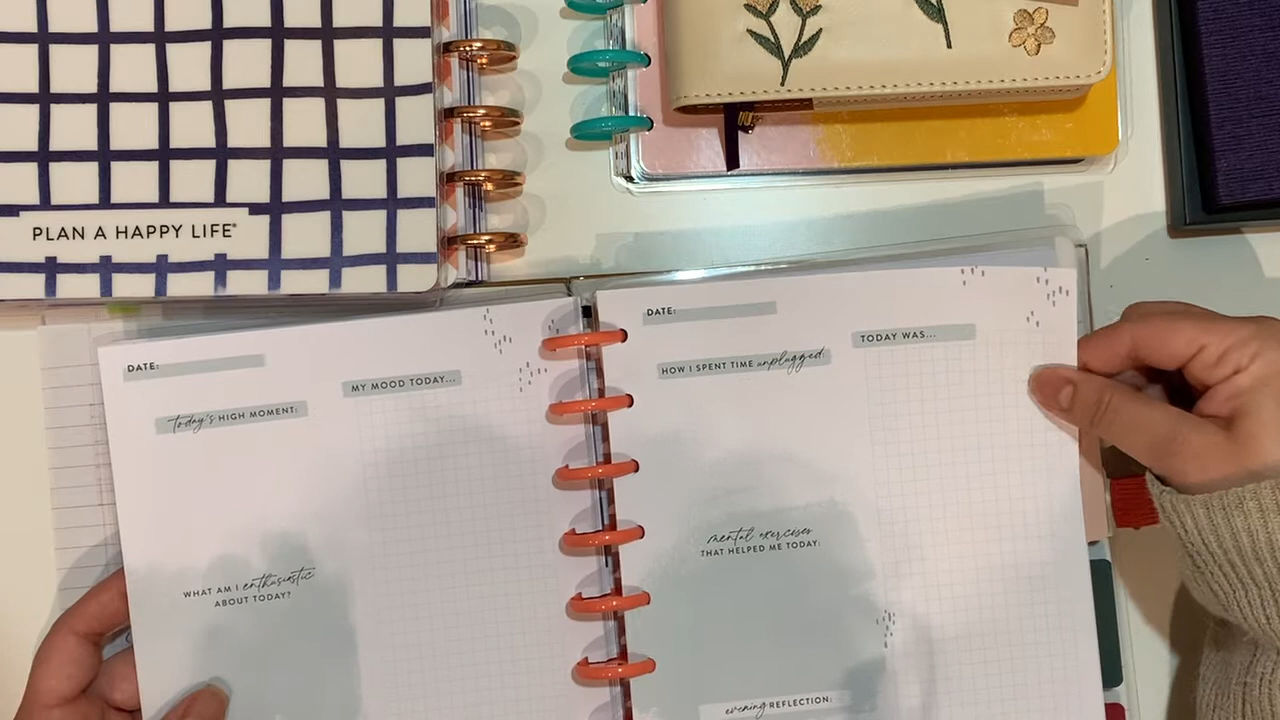 PLAN A HAPPY LIFE®
DATE:
today's HIGH MOMENT:
MY MOOD TODAY...
WHAT AM I enthusiastic
ABOUT TODAY?
DATE:
HOW I SPENT TIME unplugged:
TODAY WAS...
mental exercises
THAT HELPED ME TODAY:
evening REFLECTION: